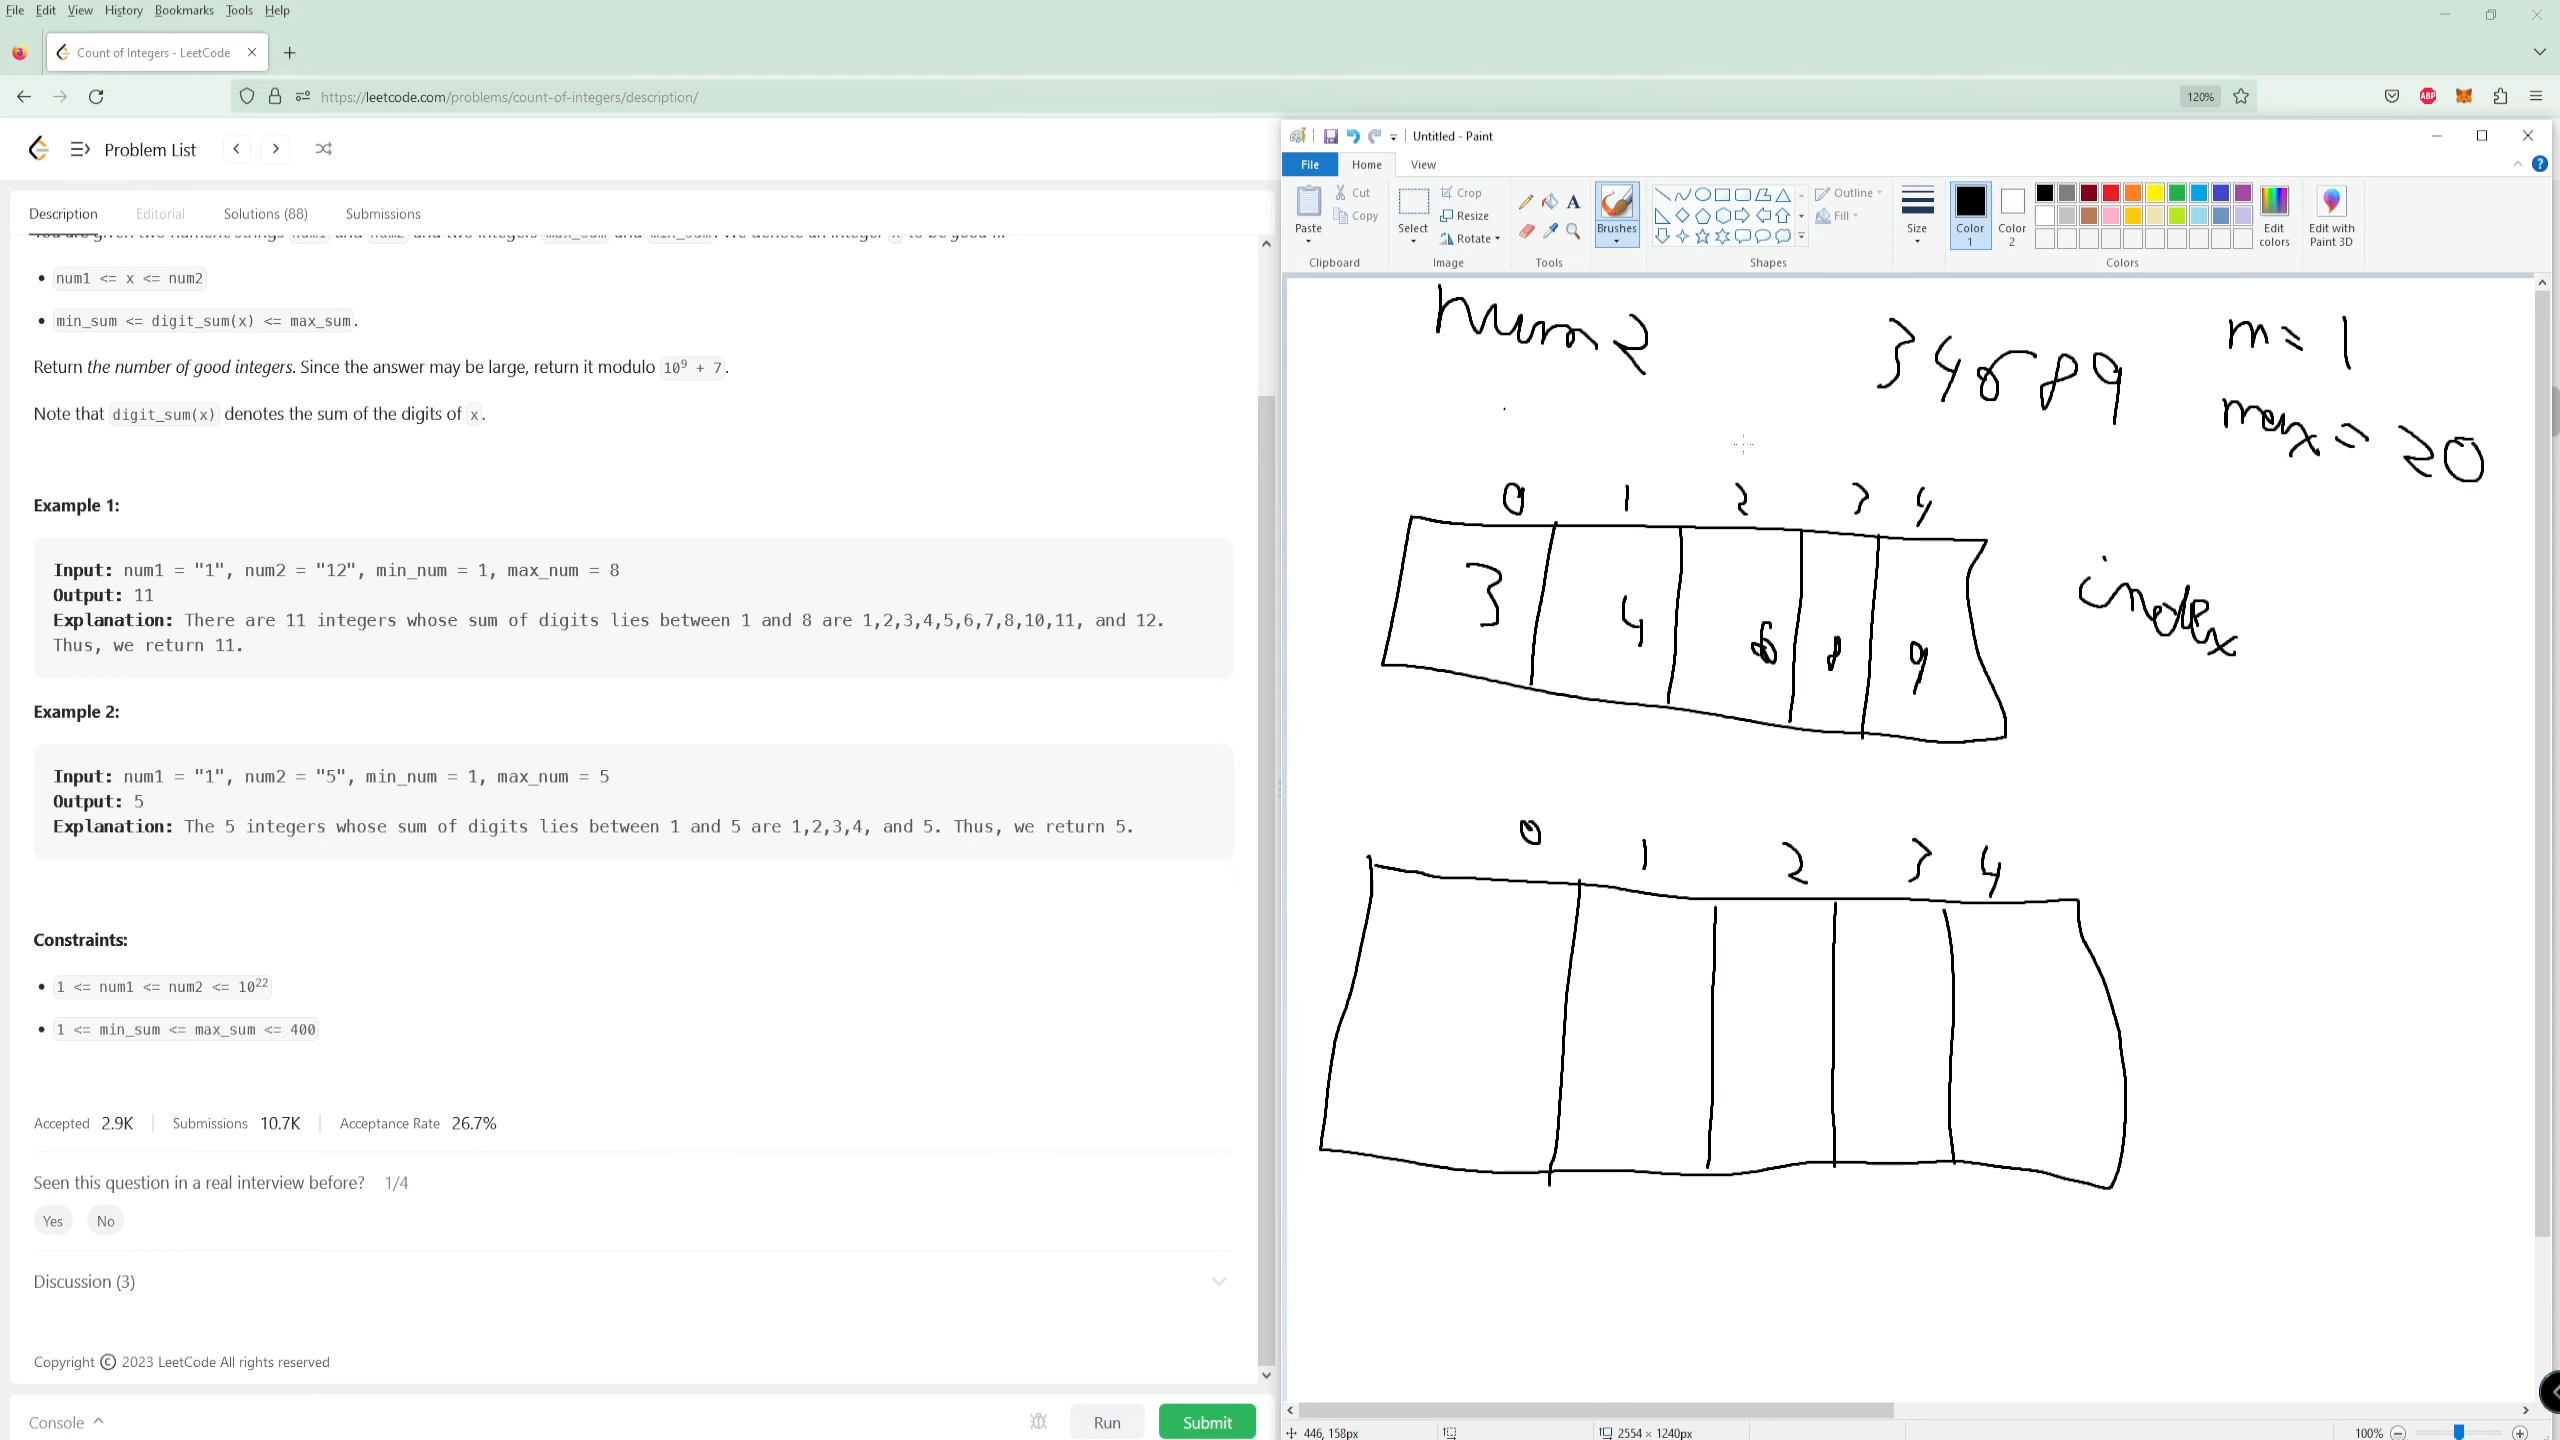 File Edit View History Bookmarks Tools Help
Count of Integers - LeetCode
https://leetcode.com/problems/count-of-integers/description/
120%
ABP
Problem List
Description Editorial Solutions (88) Submissions
num1 <= x <= num2
min_sum <= digit_sum(x) <= max_sum.
Return the number of good integers. Since the answer may be large, return it modulo 10⁹ + 7.
Note that digit_sum(x) denotes the sum of the digits of x.
Example 1:
Input: num1 = "1", num2 = "12", min_num = 1, max_num = 8
Output: 11
Explanation: There are 11 integers whose sum of digits lies between 1 and 8 are 1,2,3,4,5,6,7,8,10,11, and 12.
Thus, we return 11.
Example 2:
Input: num1 = "1", num2 = "5", min_num = 1, max_num = 5
Output: 5
Explanation: The 5 integers whose sum of digits lies between 1 and 5 are 1,2,3,4, and 5. Thus, we return 5.
Constraints:
1 <= num1 <= num2 <= 10²²
1 <= min_sum <= max_sum <= 400
Accepted 2.9K Submissions 10.7K Acceptance Rate 26.7%
Seen this question in a real interview before? 1/4
Yes No
Discussion (3)
Copyright © 2023 LeetCode All rights reserved
Console Run Submit
Untitled - Paint
File Home View
Paste Cut Copy Select Crop Resize Rotate A Brushes Outline Fill Size Color 1 Color 2 Edit colors Edit with Paint 3D
Clipboard Image Tools Shapes Colors
num2 34689 m = 1
max = 20
0 1 2 3 4
3 4 6 8 9
index
0 1 2 3 4
446, 158px 2554 × 1240px 100%